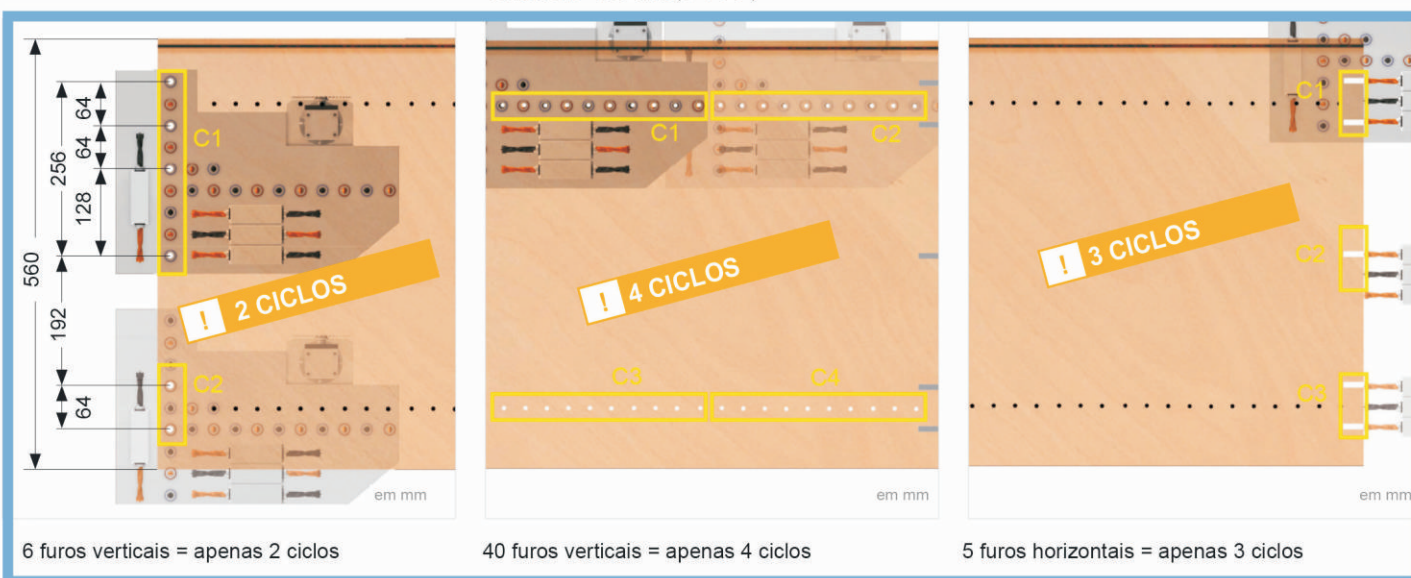 560
256
64
64
128
192
64
C1
C2
! 2 CICLOS
em mm
6 furos verticais = apenas 2 ciclos
C1
C2
! 4 CICLOS
C3
C4
em mm
40 furos verticais = apenas 4 ciclos
C1
! 3 CICLOS
C2
C3
em mm
5 furos horizontais = apenas 3 ciclos